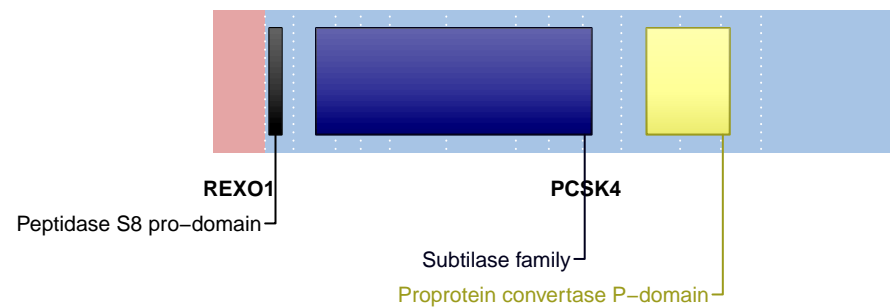 REXO1 PCSK4
Peptidase S8 pro−domain
Subtilase family
Proprotein convertase P−domain